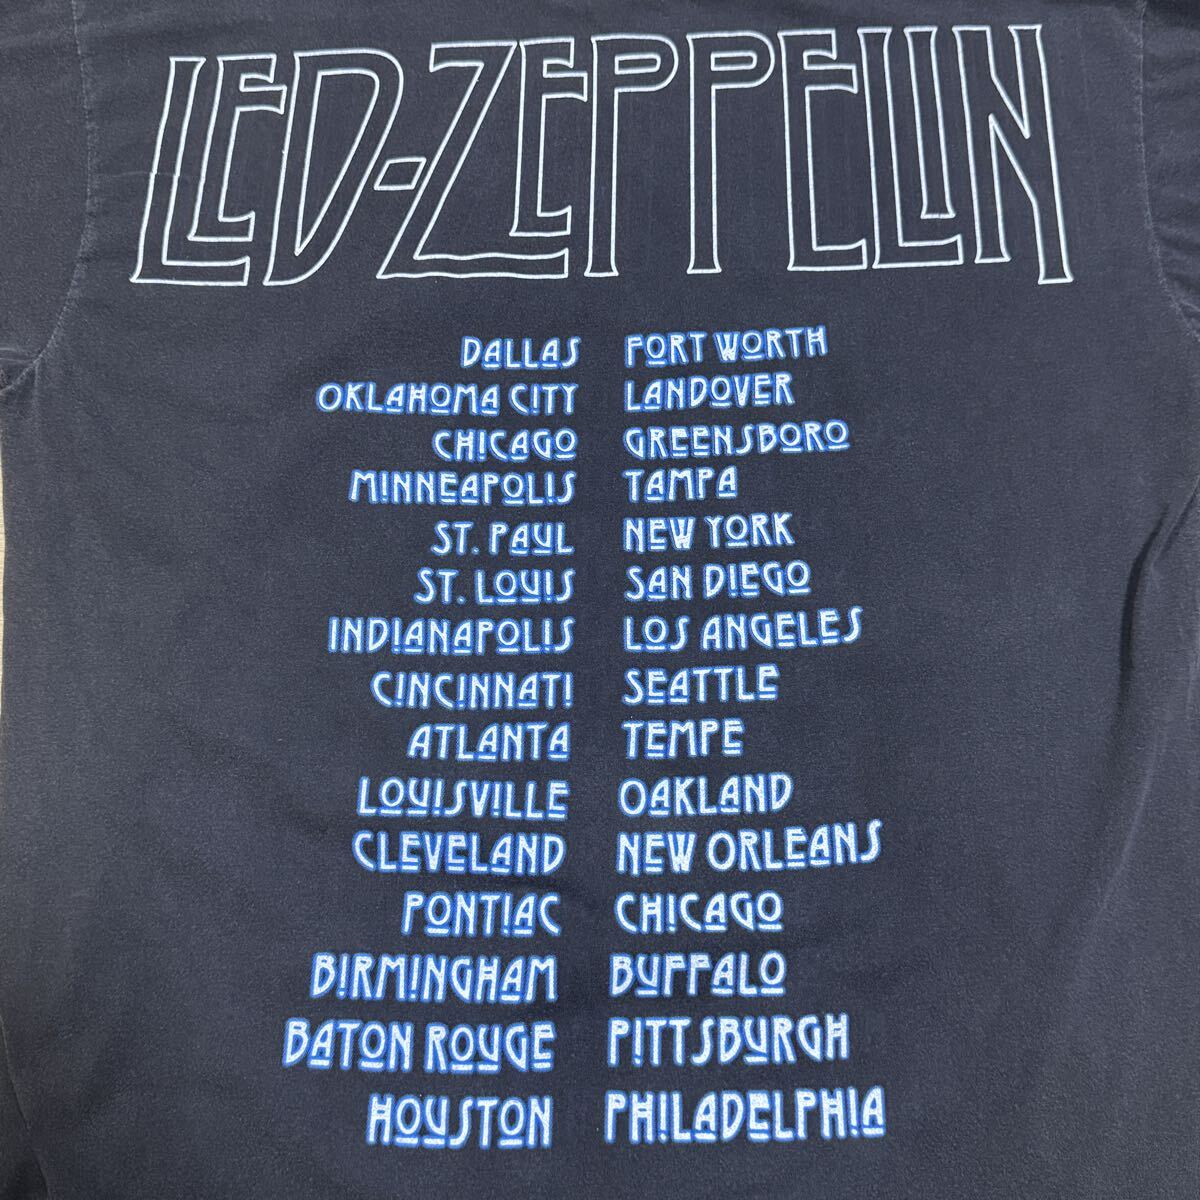 LED-ZEPPELIN
DALLAS FORT WORTH
OKLAHOMA CITY LANDOVER
CHICAGO GREENSBORO
MINNEAPOLIS TAMPA
ST. PAUL NEW YORK
ST. LOUIS SAN DIEGO
INDIANAPOLIS LOS ANGELES
CINCINNATI SEATTLE
ATLANTA TEMPE
LOUISVILLE OAKLAND
CLEVELAND NEW ORLEANS
PONTIAC CHICAGO
BIRMINGHAM BUFFALO
BATON ROUGE PITTSBURGH
HOUSTON PHILADELPHIA